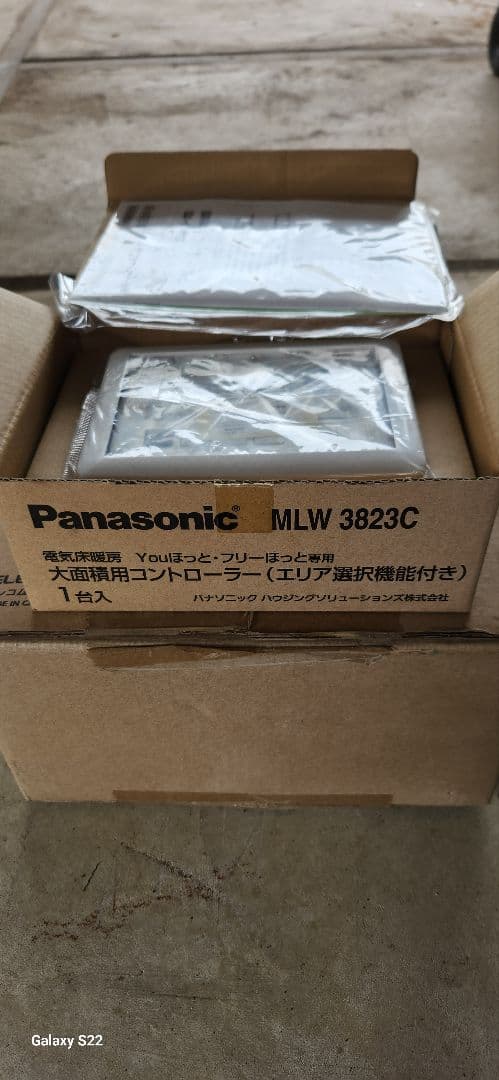 Panasonic® MLW 3823C
電気床暖房 Youほっと・フリーほっと専用
大面積用コントローラー(エリア選択機能付き)
1台入 パナソニック ハウジングソリューションズ株式会社
Galaxy S22